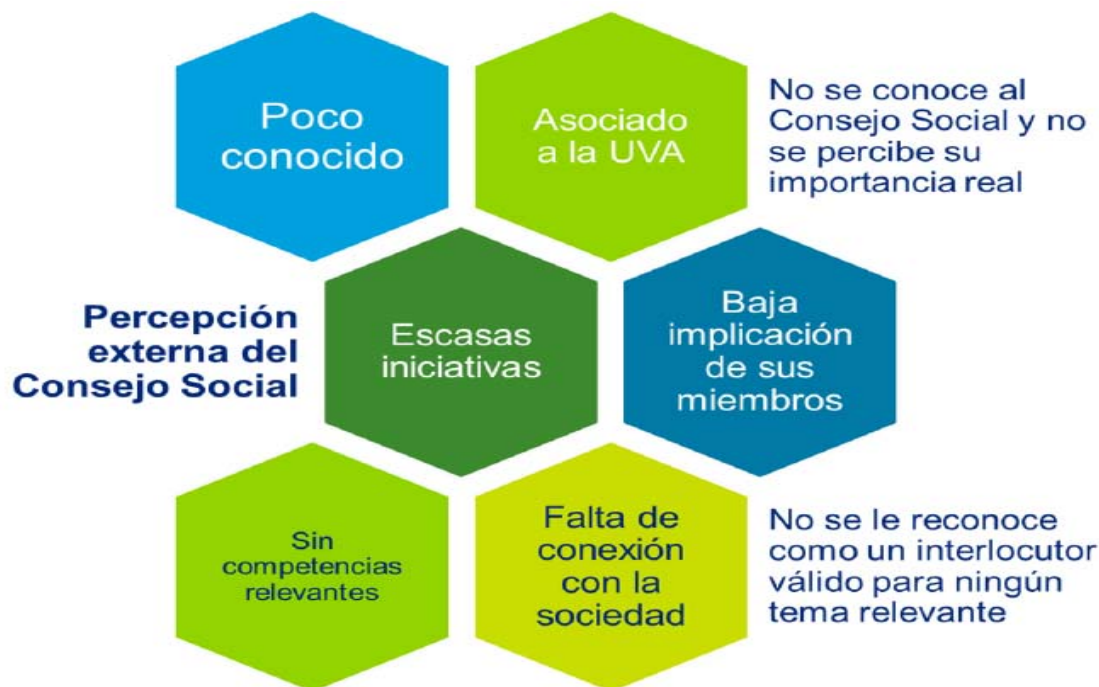 Poco
conocido
Asociado
a la UVA
No se conoce al
Consejo Social y no
se percibe su
importancia real
Percepción
externa del
Consejo Social
Escasas
iniciativas
Baja
implicación
de sus
miembros
Sin
competencias
relevantes
Falta de
conexión
con la
sociedad
No se le reconoce
como un interlocutor
válido para ningún
tema relevante